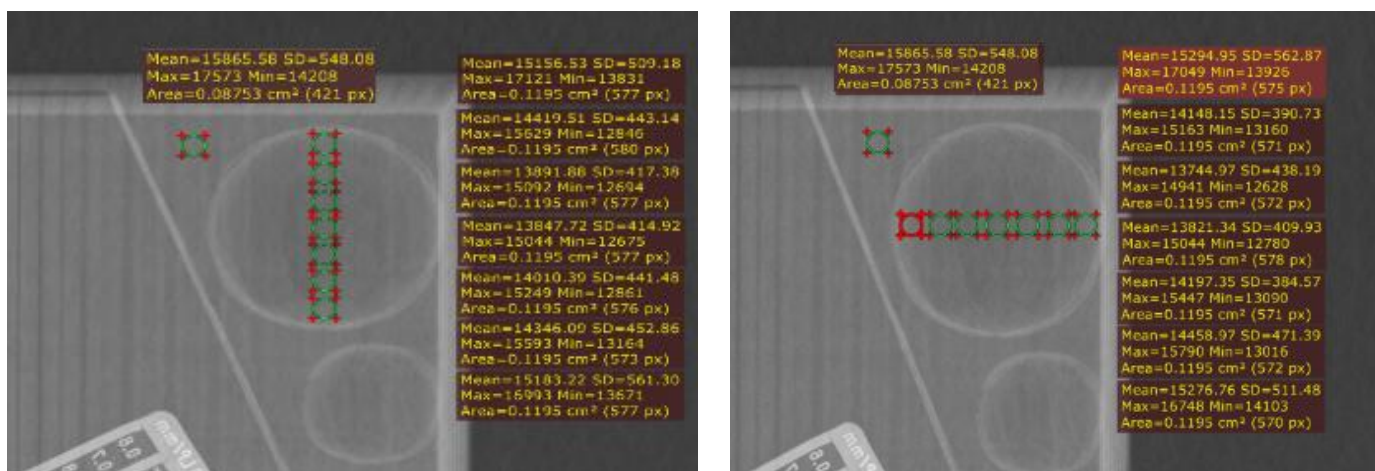 Mean=15865.58 SD=548.08
Max=17573 Min=14208
Area=0.08753 cm² (421 px)
Mean=15156.53 SD=509.18
Max=17121 Min=13831
Area=0.1195 cm² (577 px)
Mean=14419.51 SD=443.14
Max=15629 Min=12846
Area=0.1195 cm² (580 px)
Mean=13891.88 SD=417.38
Max=15092 Min=12694
Area=0.1195 cm² (577 px)
Mean=13847.72 SD=414.92
Max=15044 Min=12675
Area=0.1195 cm² (577 px)
Mean=14010.39 SD=441.48
Max=15249 Min=12861
Area=0.1195 cm² (576 px)
Mean=14346.09 SD=452.86
Max=15593 Min=13164
Area=0.1195 cm² (573 px)
Mean=15183.22 SD=561.30
Max=16993 Min=13671
Area=0.1195 cm² (577 px)
0.8
0.7
Mean=15865.58 SD=548.08
Max=17573 Min=14208
Area=0.08753 cm² (421 px)
Mean=15294.95 SD=562.87
Max=17049 Min=13926
Area=0.1195 cm² (575 px)
Mean=14148.15 SD=390.73
Max=15163 Min=13160
Area=0.1195 cm² (571 px)
Mean=13744.97 SD=438.19
Max=14941 Min=12628
Area=0.1195 cm² (572 px)
Mean=13821.34 SD=409.93
Max=15044 Min=12780
Area=0.1195 cm² (578 px)
Mean=14197.35 SD=384.57
Max=15447 Min=13090
Area=0.1195 cm² (571 px)
Mean=14458.97 SD=471.39
Max=15790 Min=13016
Area=0.1195 cm² (572 px)
Mean=15276.76 SD=511.48
Max=16748 Min=14103
Area=0.1195 cm² (570 px)
0.8